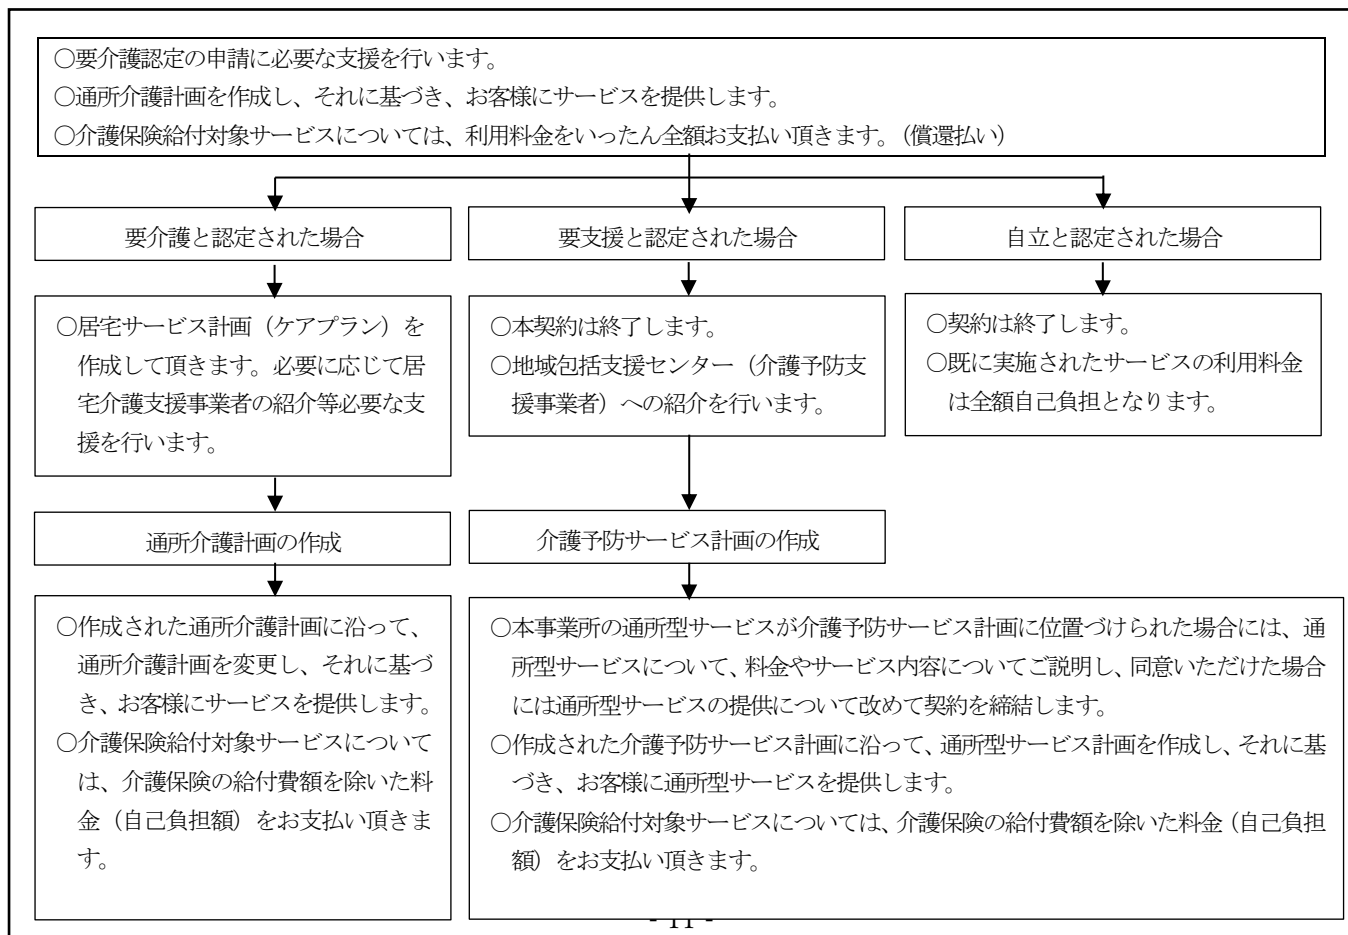 ○要介護認定の申請に必要な支援を行います。
○通所介護計画を作成し、それに基づき、お客様にサービスを提供します。
○介護保険給付対象サービスについては、利用料金をいったん全額お支払い頂きます。（償還払い）
要介護と認定された場合
要支援と認定された場合
自立と認定された場合
○居宅サービス計画（ケアプラン）を
作成して頂きます。必要に応じて居
宅介護支援事業者の紹介等必要な支
援を行います。
○本契約は終了します。
○地域包括支援センター（介護予防支
援事業者）への紹介を行います。
○契約は終了します。
○既に実施されたサービスの利用料金
は全額自己負担となります。
通所介護計画の作成
介護予防サービス計画の作成
○作成された通所介護計画に沿って、
通所介護計画を変更し、それに基づ
き、お客様にサービスを提供します。
○介護保険給付対象サービスについて
は、介護保険の給付費額を除いた料
金（自己負担額）をお支払い頂きま
す。
○本事業所の通所型サービスが介護予防サービス計画に位置づけられた場合には、通
所型サービスについて、料金やサービス内容についてご説明し、同意いただけた場合
には通所型サービスの提供について改めて契約を締結します。
○作成された介護予防サービス計画に沿って、通所型サービス計画を作成し、それに基
づき、お客様に通所型サービスを提供します。
○介護保険給付対象サービスについては、介護保険の給付費額を除いた料金（自己負担
額）をお支払い頂きます。
- 11 -